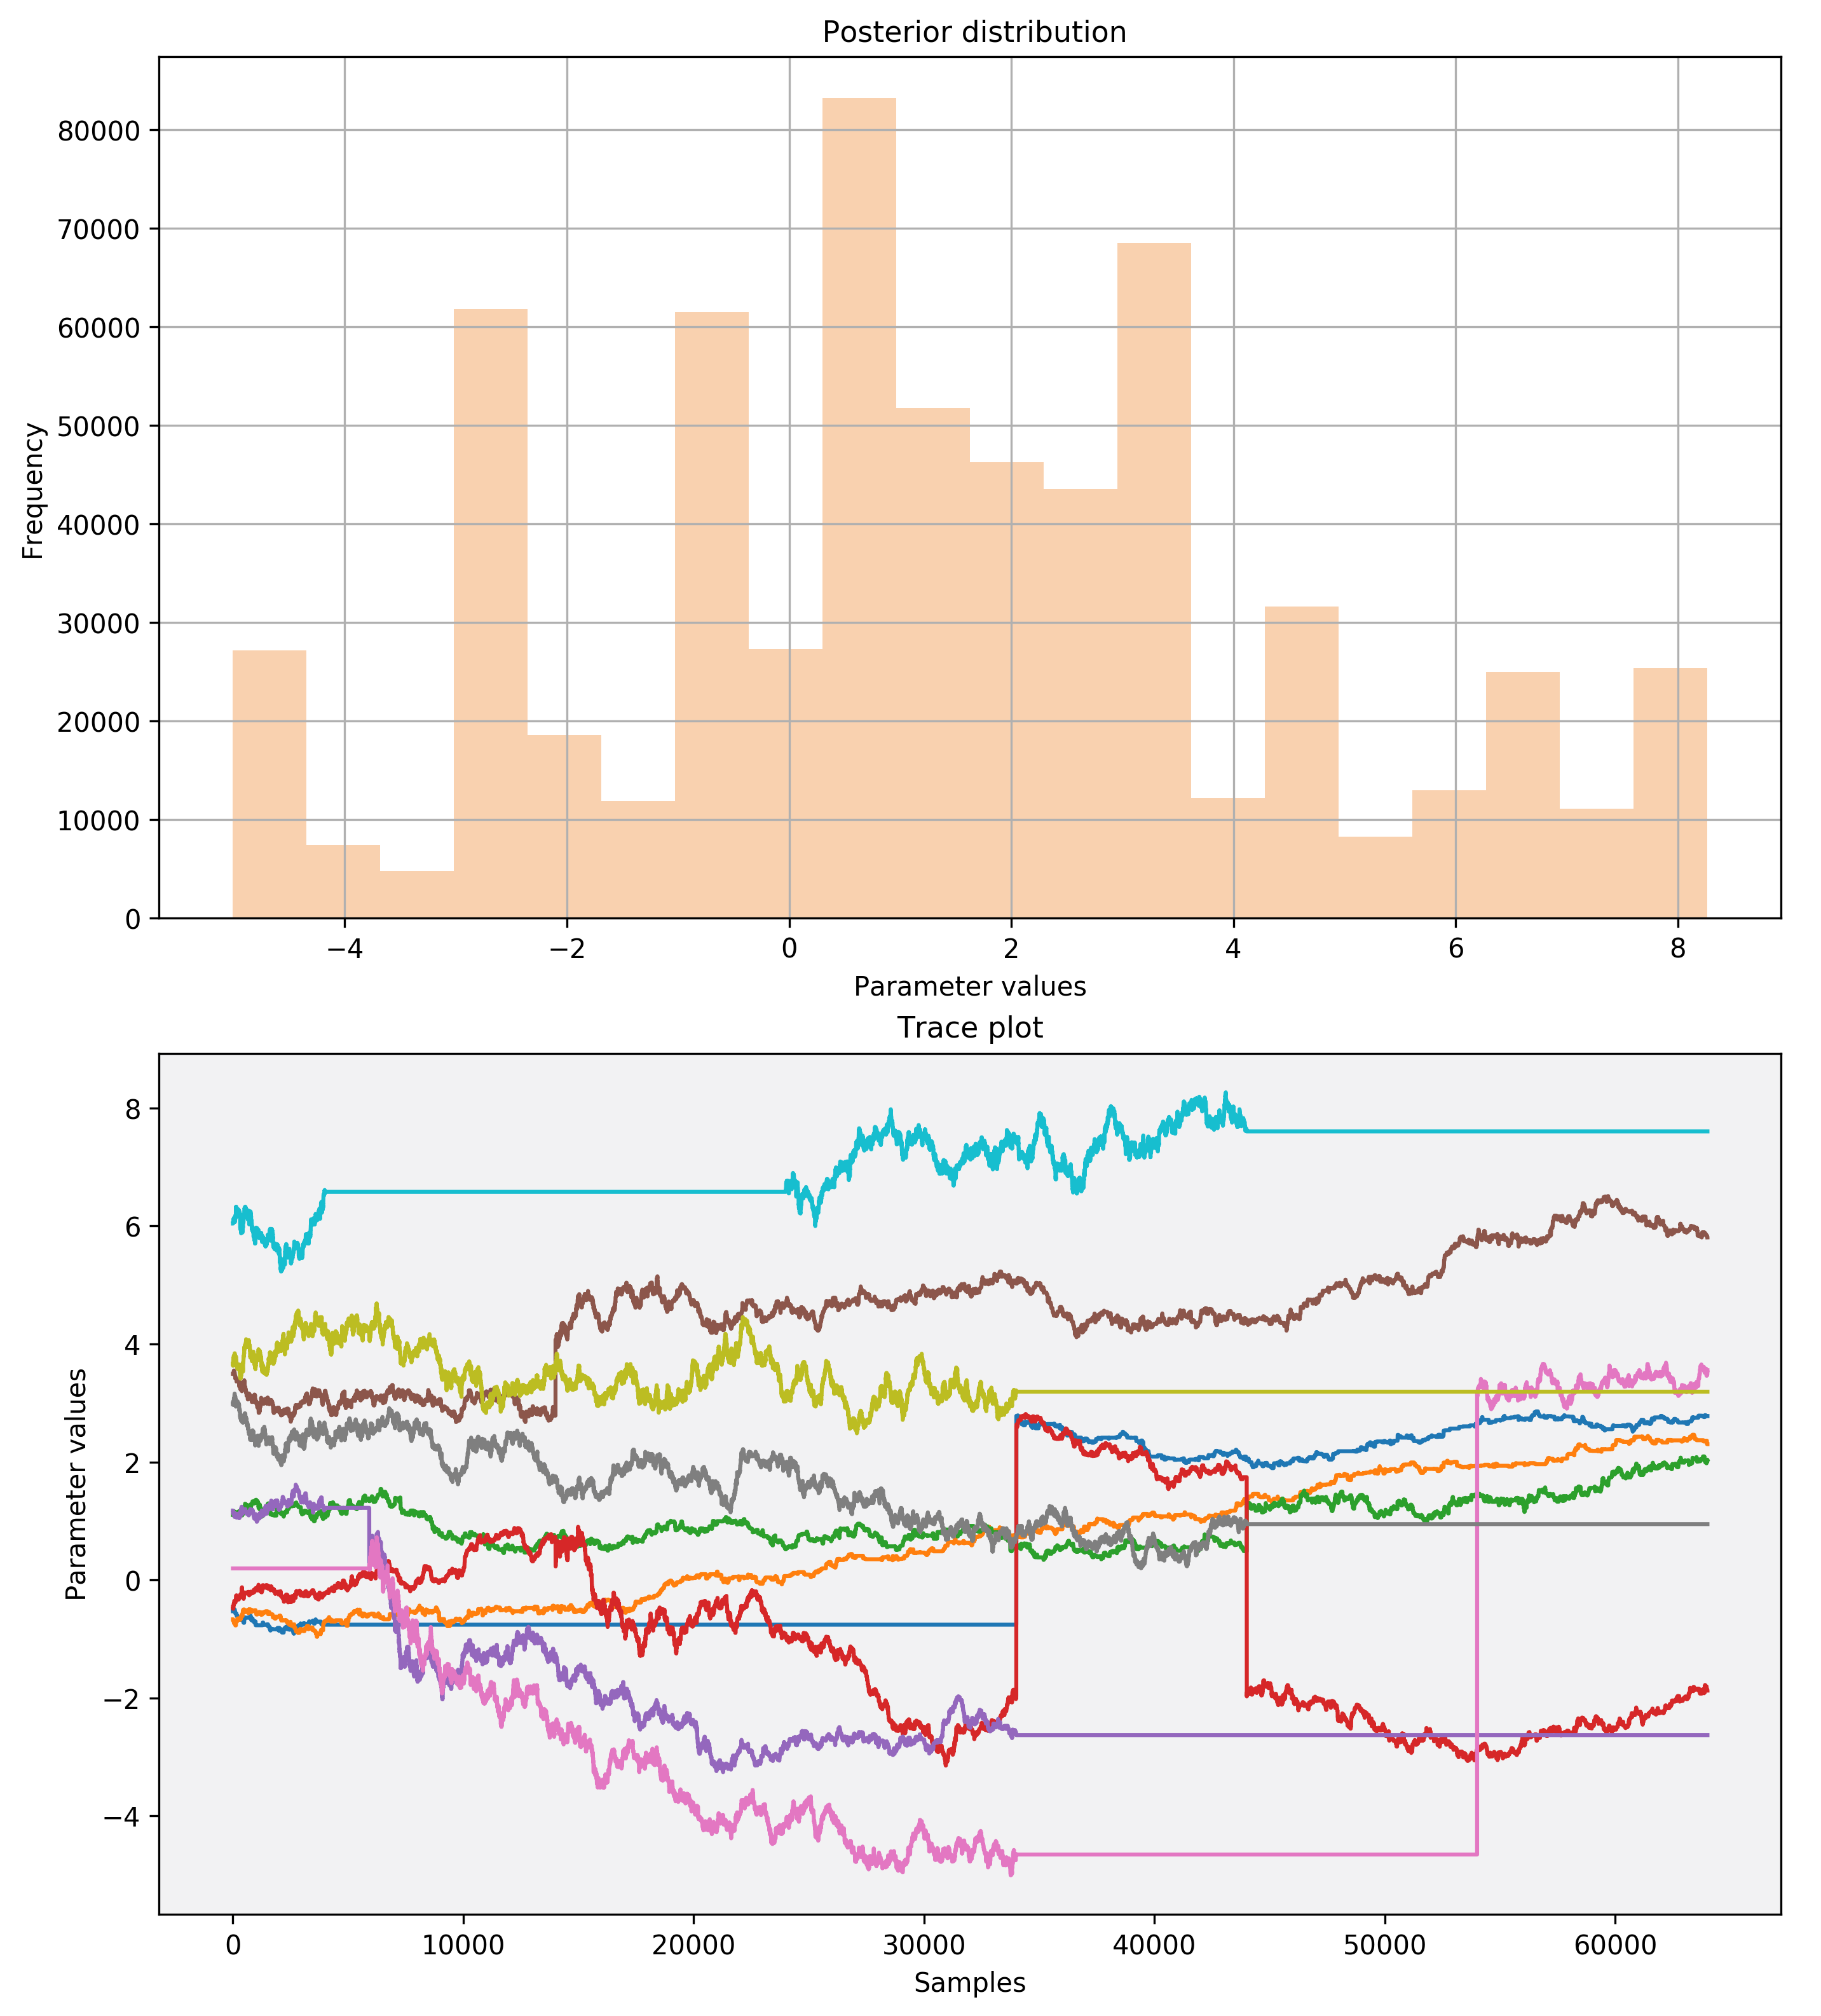 Posterior distribution
80000
70000
60000
50000
40000
30000
20000
10000
0
Frequency
−4 −2 0 2 4 6 8
Parameter values
Trace plot
8
6
4
2
0
−2
−4
Parameter values
0 10000 20000 30000 40000 50000 60000
Samples